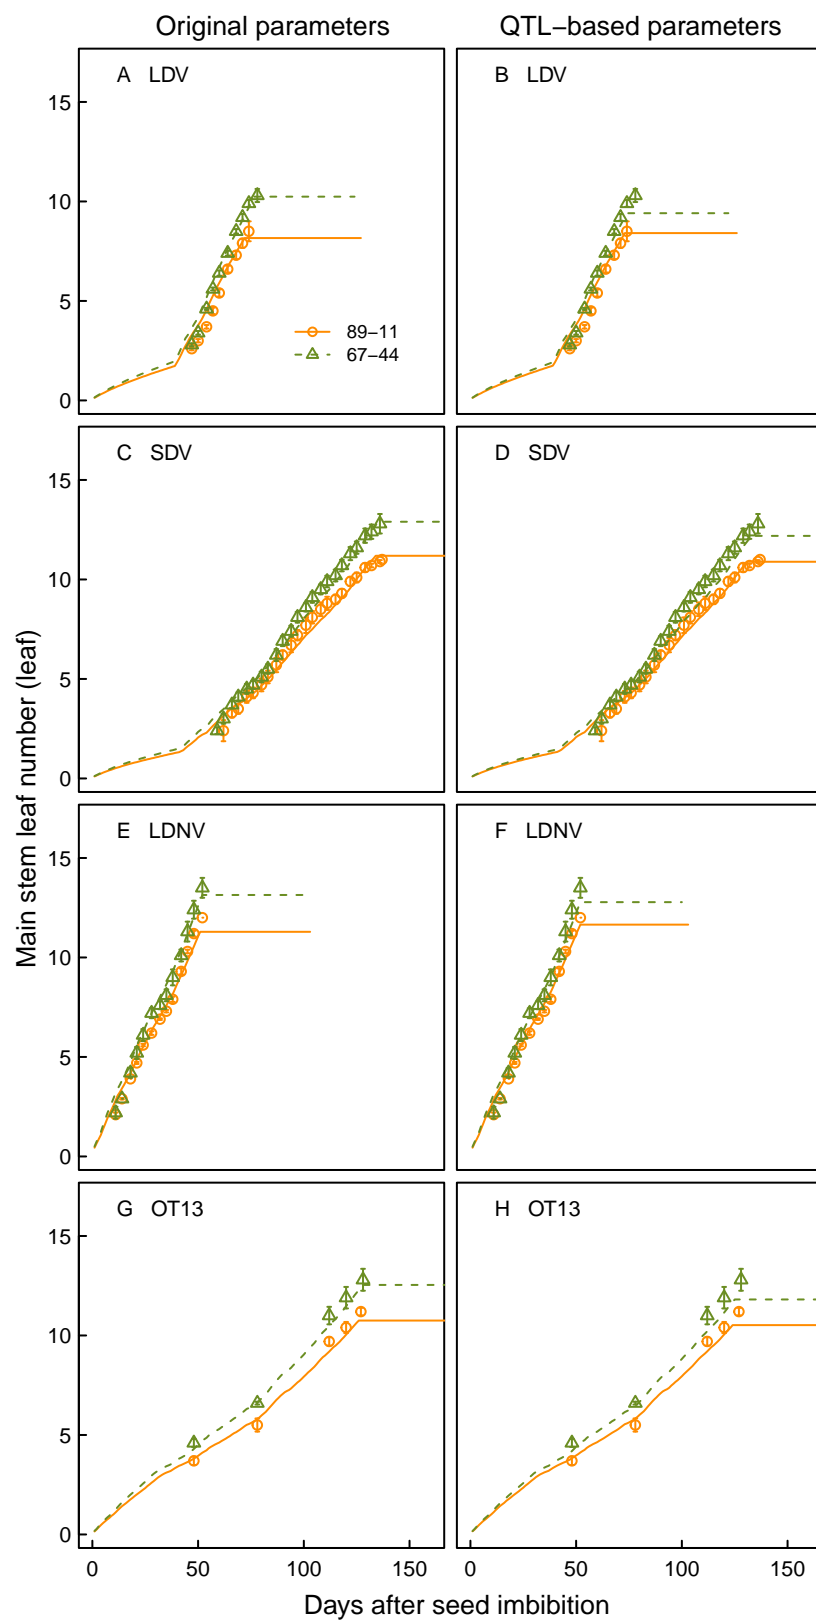 Original parameters
QTL−based parameters
A LDV
B LDV
15
10
5
0
89−11
67−44
C SDV
D SDV
15
10
5
0
Main stem leaf number (leaf)
E LDNV
F LDNV
15
10
5
0
G OT13
H OT13
15
10
5
0
0 50 100 150
0 50 100 150
Days after seed imbibition